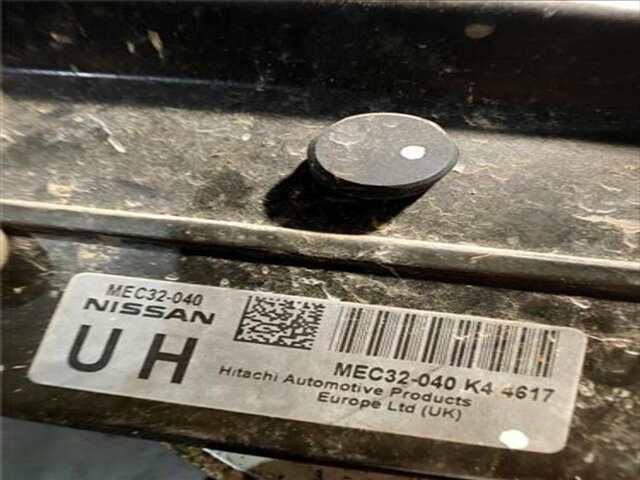 MEC32-040
NISSAN
UH
MEC32-040 K4 4617
Hitachi Automotive Products
Europe Ltd (UK)